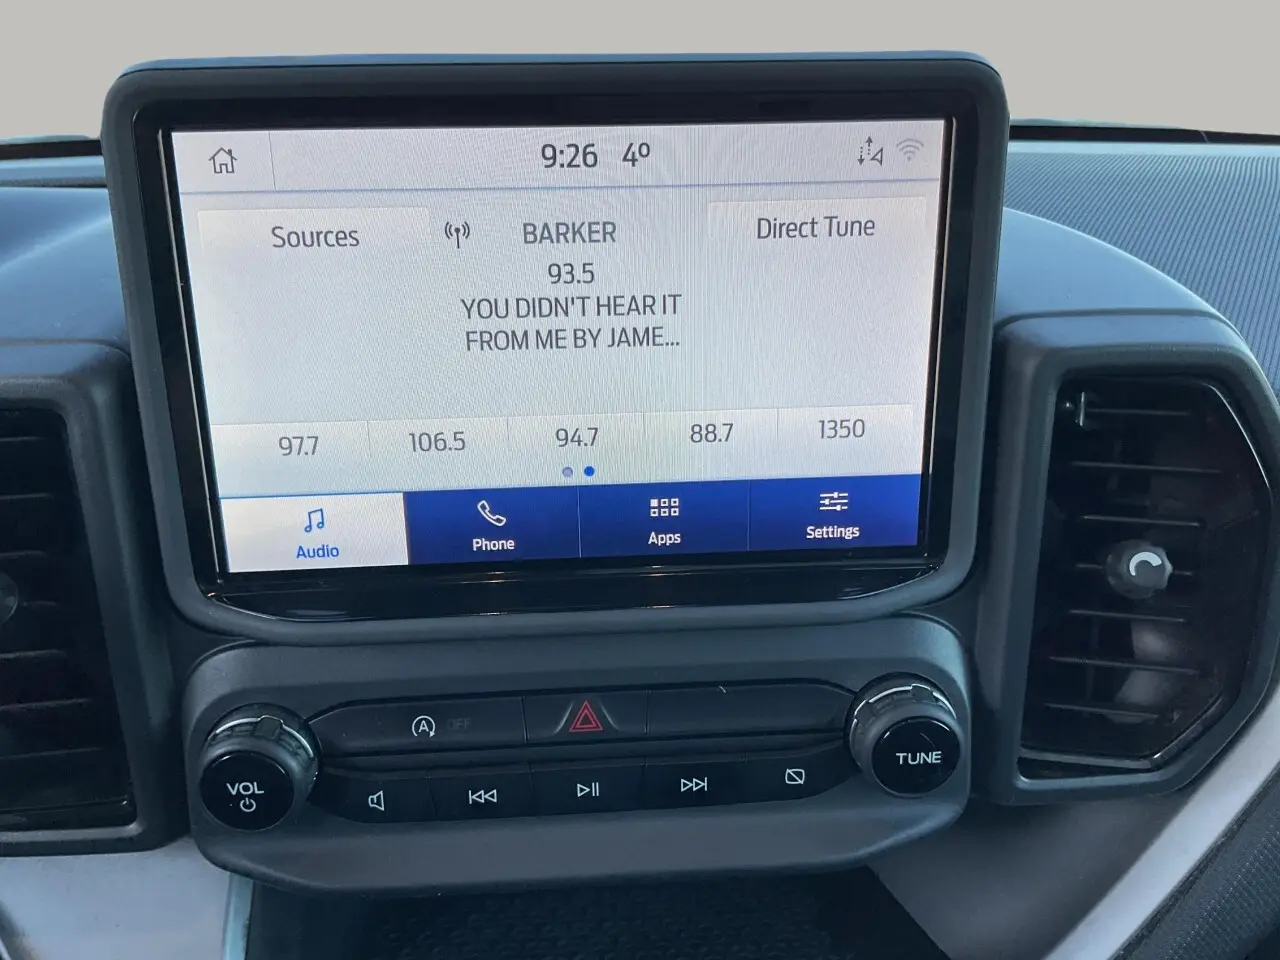 9:26 4º
Sources
BARKER
Direct Tune
93.5
YOU DIDN'T HEAR IT
FROM ME BY JAME...
97.7 106.5 94.7 88.7 1350
Audio Phone Apps Settings
A OFF
VOL
TUNE